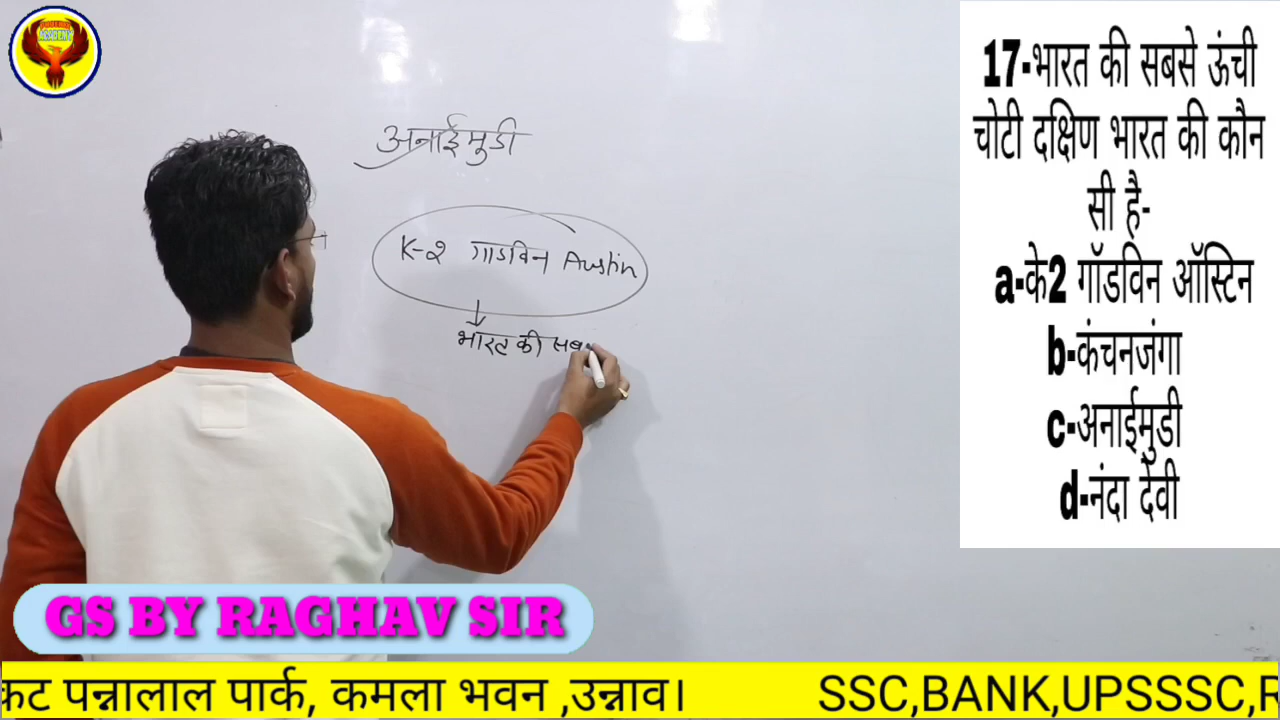 ACADEMY
अनाईमुडी
K-2 गाडविन Austin
भारत की सब
17-भारत की सबसे ऊंची
चोटी दक्षिण भारत की कौन
सी है-
a-के2 गॉडविन ऑस्टिन
b-कंचनजंगा
c-अनाईमुडी
d-नंदा देवी
GS BY RAGHAV SIR
कट पन्नालाल पार्क, कमला भवन ,उन्नाव। SSC,BANK,UPSSSC,R